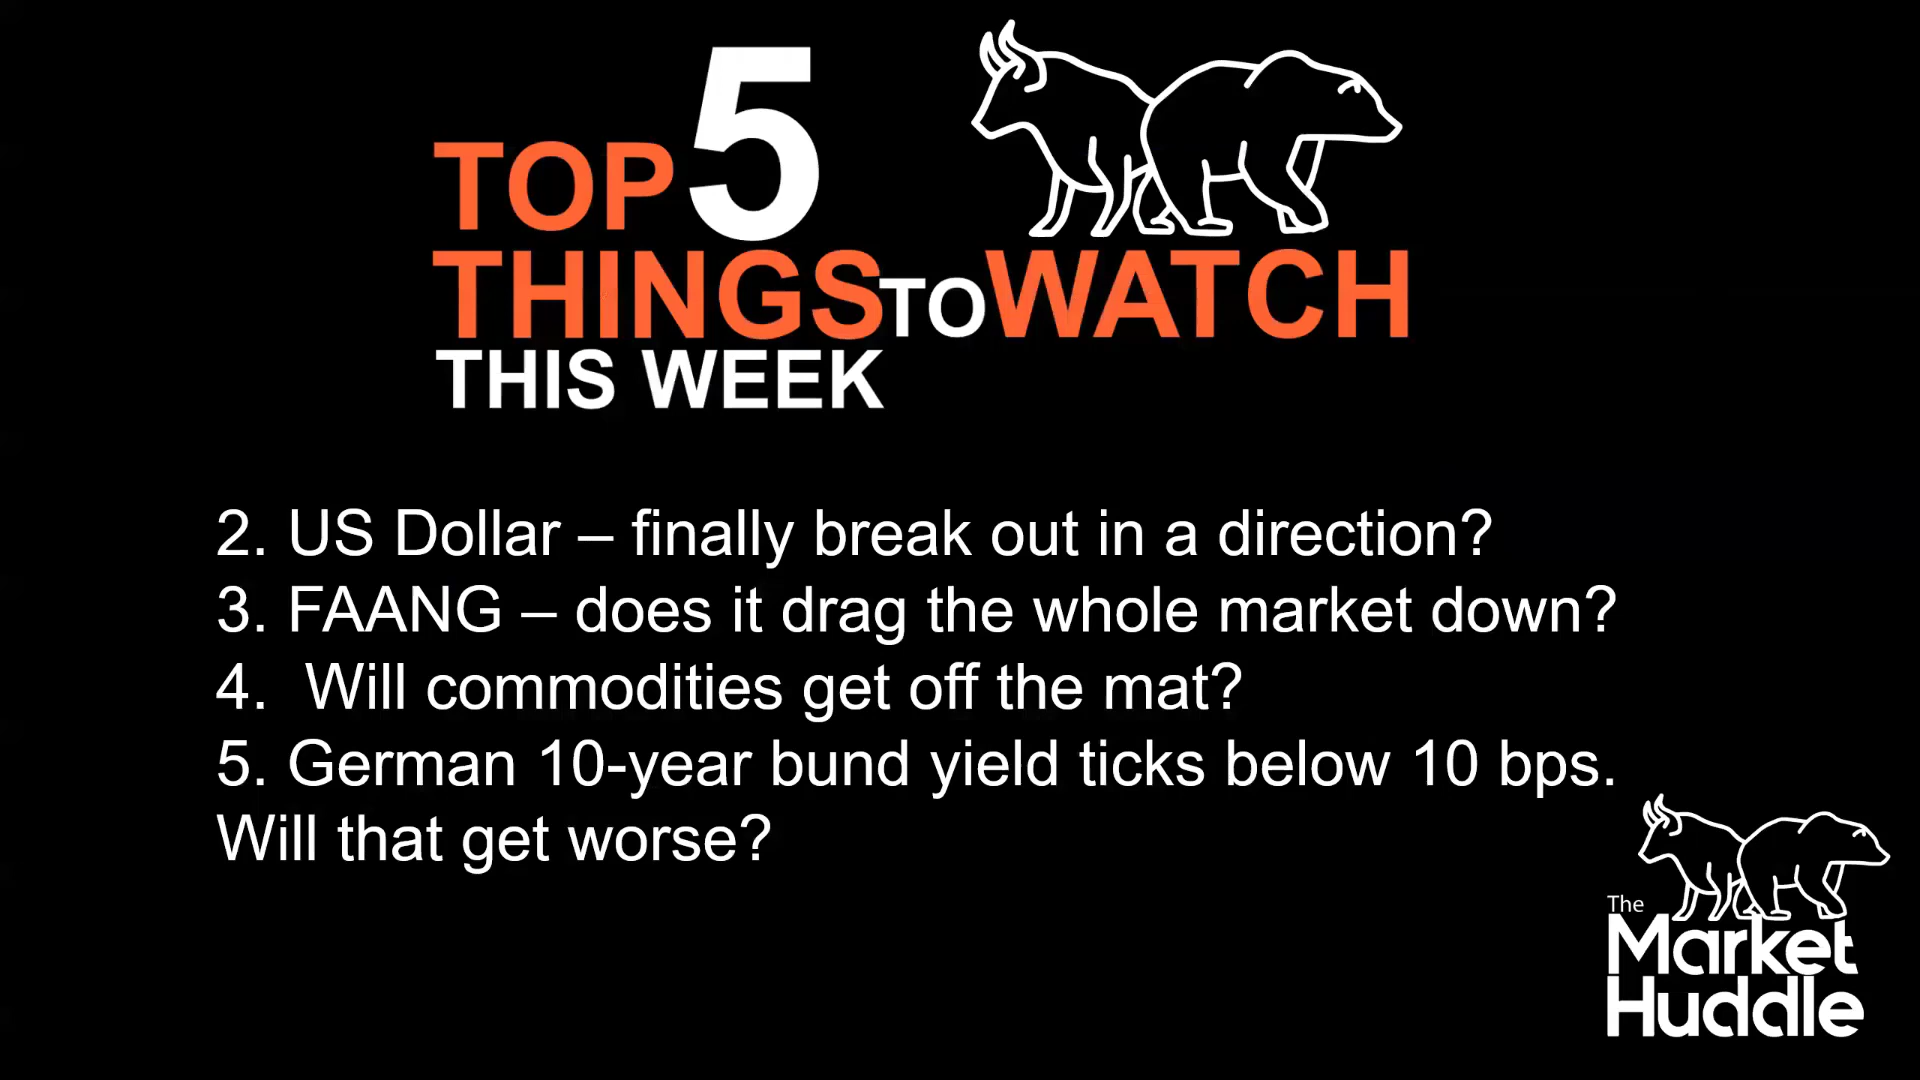 TOP 5
THINGS TO WATCH
THIS WEEK
2. US Dollar – finally break out in a direction?
3. FAANG – does it drag the whole market down?
4.  Will commodities get off the mat?
5. German 10-year bund yield ticks below 10 bps.
Will that get worse?
The
Market
Huddle